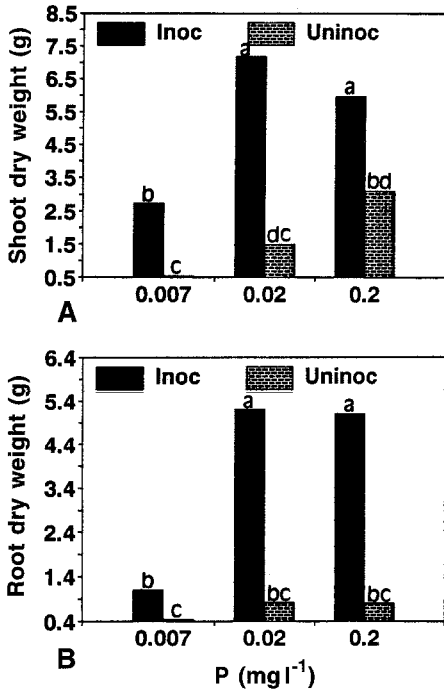 Shoot dry weight (g)
8.5
7.5
6.5
5.5
4.5
3.5
2.5
1.5
0.5
Inoc
Uninoc
b
c
a
dc
a
bd
0.007
0.02
0.2
A
Root dry weight (g)
6.4
5.4
4.4
3.4
2.4
1.4
0.4
Inoc
Uninoc
b
c
a
bc
a
bc
0.007
0.02
0.2
B
P (mg l⁻¹)